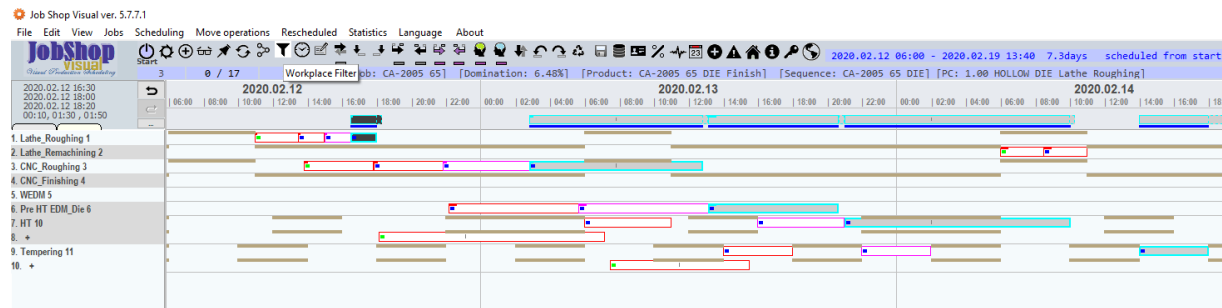 Job Shop Visual ver. 5.7.7.1
File Edit View Jobs Scheduling Move operations Rescheduled Statistics Language About
JobShop
Visual
Visual Production Scheduling
Start
23
2020.02.12 06:00 - 2020.02.19 13:40 7.3days scheduled from start
3 0 / 17 Workplace Filter ob: CA-2005 65] [Domination: 6.48%] [Product: CA-2005 65 DIE Finish] [Sequence: CA-2005 65 DIE] [PC: 1.00 HOLLOW DIE Lathe Roughing]
2020.02.12 16:30
2020.02.12 18:00
2020.02.12 18:20
00:10, 01:30 , 01:50
...
2020.02.12 2020.02.13 2020.02.14
06:00 08:00 10:00 12:00 14:00 16:00 18:00 20:00 22:00 00:00 02:00 04:00 06:00 08:00 10:00 12:00 14:00 16:00 18:00 20:00 22:00 00:00 02:00 04:00 06:00 08:00 10:00 12:00 14:00 16:00 18
1. Lathe_Roughing 1
2. Lathe_Remachining 2
3. CNC_Roughing 3
4. CNC_Finishing 4
5. WEDM 5
6. Pre HT EDM_Die 6
7. HT 10
8. +
9. Tempering 11
10. +